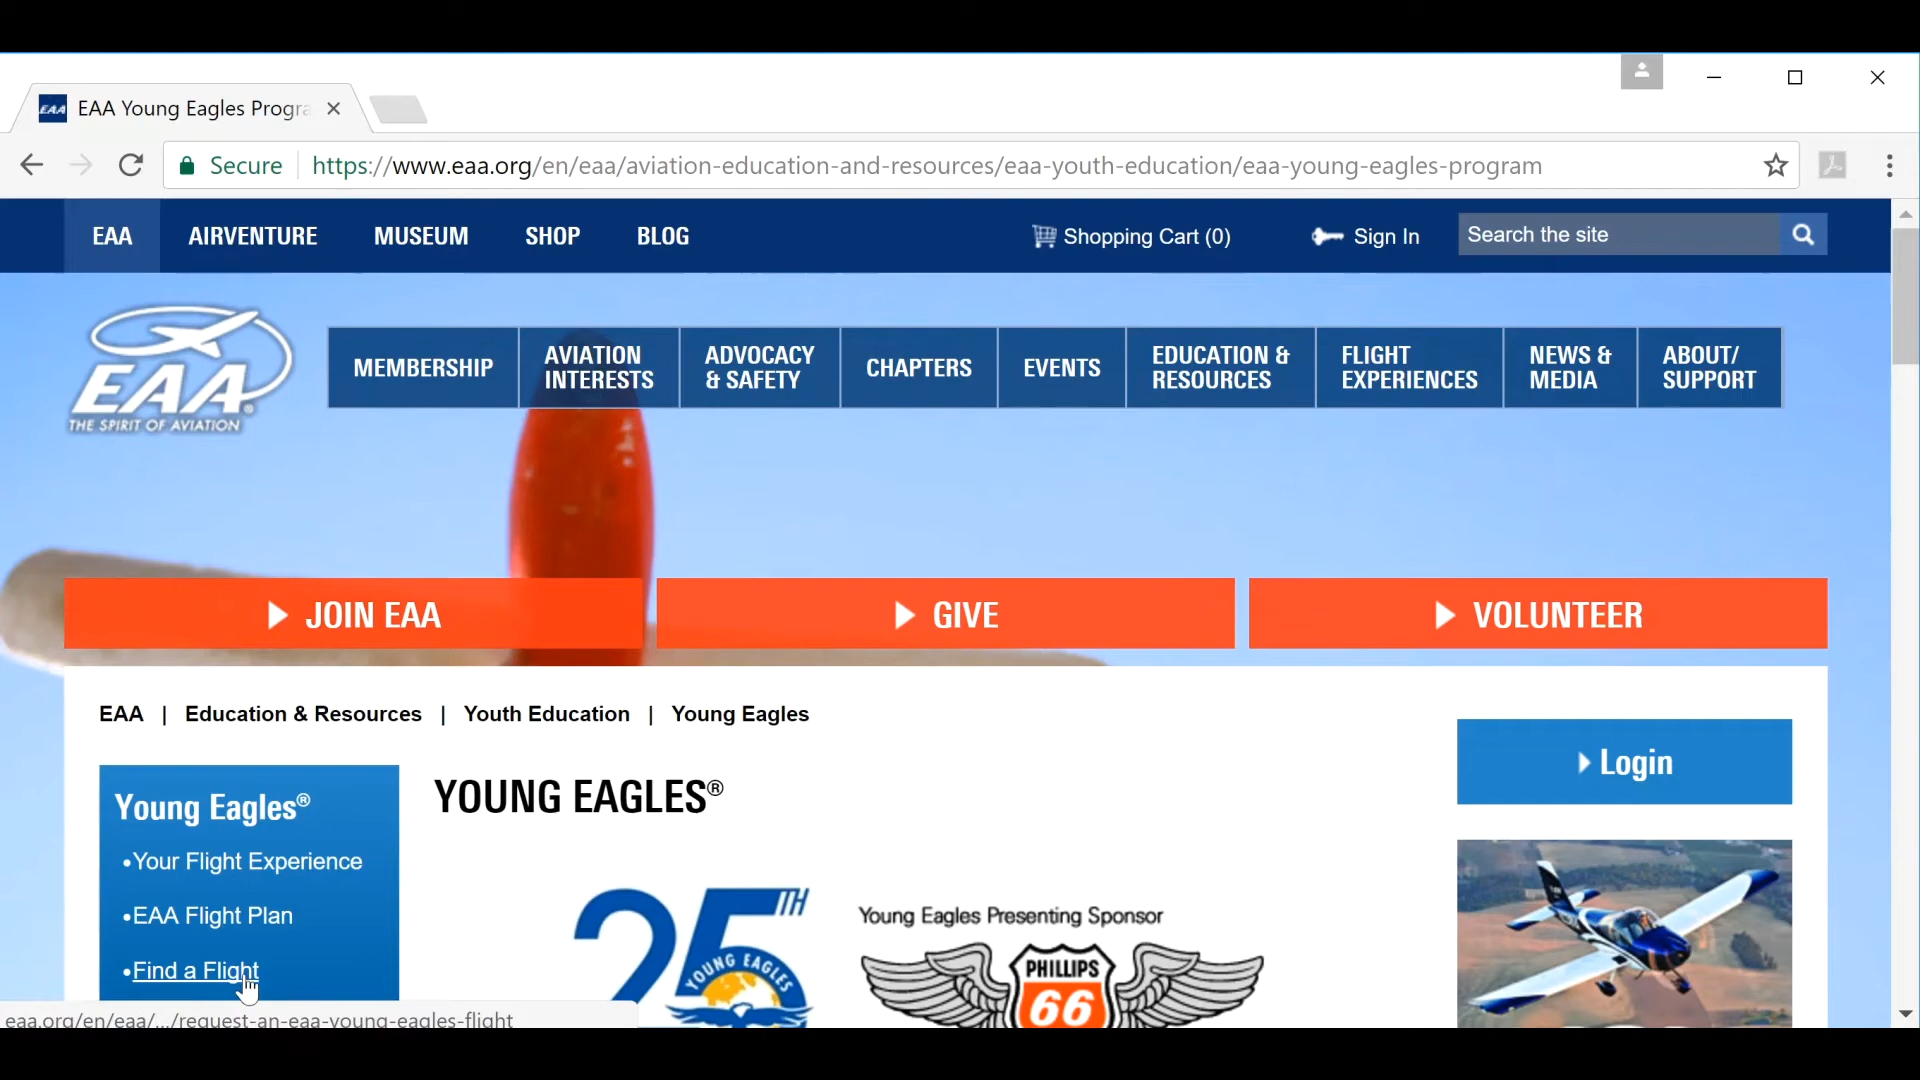 EAA EAA Young Eagles Progra
Secure https://www.eaa.org/en/eaa/aviation-education-and-resources/eaa-youth-education/eaa-young-eagles-program
EAA AIRVENTURE MUSEUM SHOP BLOG Shopping Cart (0) Sign In Search the site
EAA®
THE SPIRIT OF AVIATION
MEMBERSHIP
AVIATION
INTERESTS
ADVOCACY
& SAFETY
CHAPTERS
EVENTS
EDUCATION &
RESOURCES
FLIGHT
EXPERIENCES
NEWS &
MEDIA
ABOUT/
SUPPORT
JOIN EAA GIVE VOLUNTEER
EAA | Education & Resources | Youth Education | Young Eagles
Young Eagles®
•Your Flight Experience
•EAA Flight Plan
•Find a Flight
YOUNG EAGLES®
25TH
YOUNG EAGLES
Young Eagles Presenting Sponsor
PHILLIPS
66
Login
eaa.org/en/eaa/.../request-an-eaa-young-eagles-flight